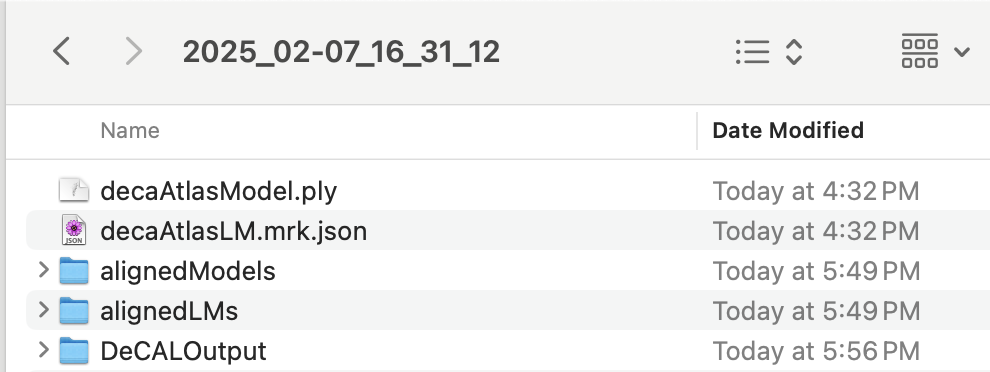 2025_02-07_16_31_12
Name Date Modified
decaAtlasModel.ply Today at 4:32 PM
JSON decaAtlasLM.mrk.json Today at 4:32 PM
alignedModels Today at 5:49 PM
alignedLMs Today at 5:49 PM
DeCALOutput Today at 5:56 PM